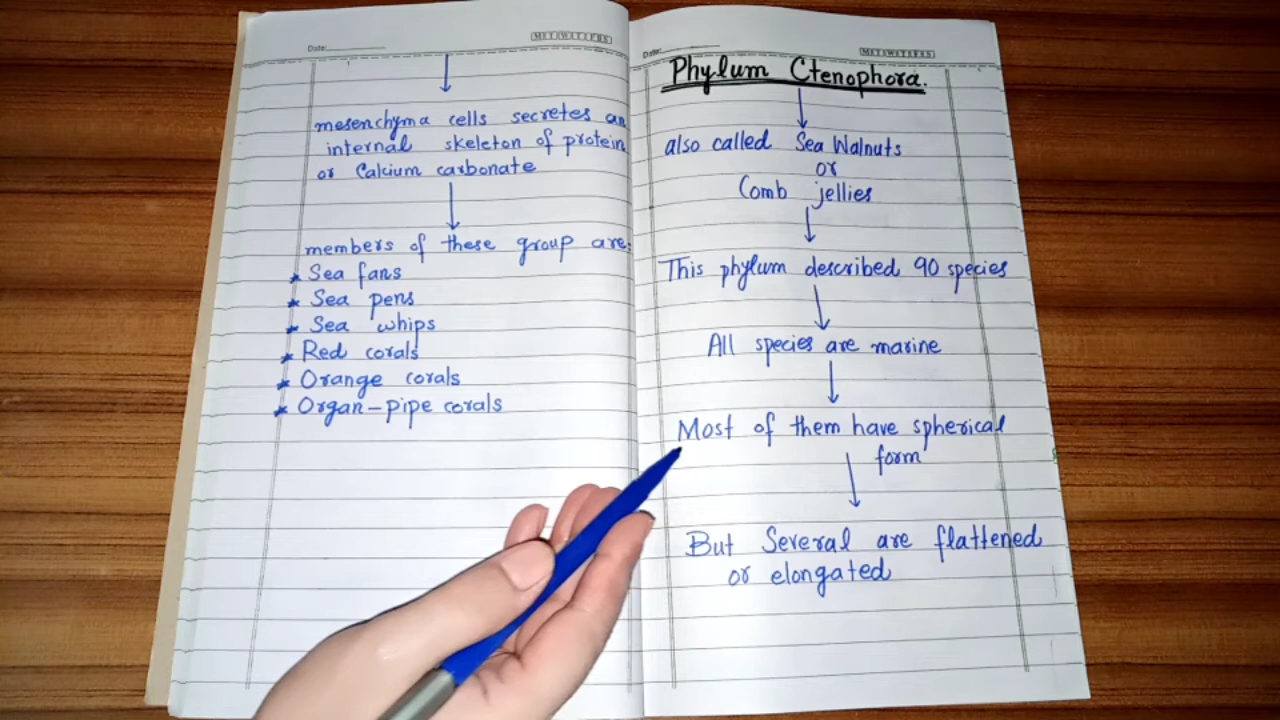 Date:
mesenchyma cells secretes an
internal skeleton of protein
or Calcium carbonate
members of these group are:
* Sea fans
* Sea pens
* Sea whips
* Red corals
* Orange corals
* Organ-pipe corals
Date:
Phylum Ctenophora.
also called Sea Walnuts
or
Comb jellies
This phylum described 90 species
All species are marine
Most of them have spherical
form
But Several are flattened
or elongated